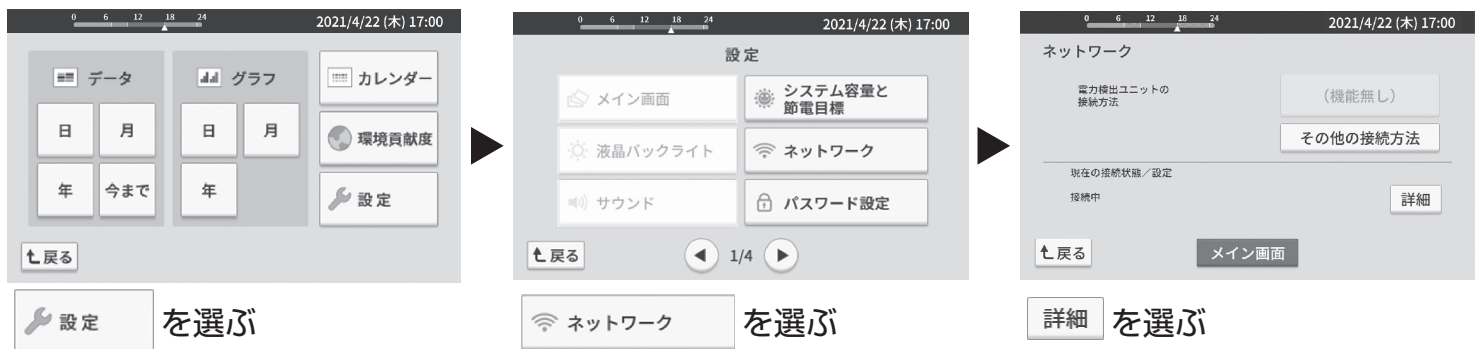 0 6 12 18 24
2021/4/22 (木) 17:00
データ
グラフ
カレンダー
日
月
日
月
環境貢献度
年
今まで
年
設定
戻る
設定 を選ぶ
0 6 12 18 24
2021/4/22 (木) 17:00
設定
メイン画面
システム容量と
節電目標
液晶バックライト
ネットワーク
サウンド
パスワード設定
戻る
1/4
ネットワーク を選ぶ
0 6 12 18 24
2021/4/22 (木) 17:00
ネットワーク
電力検出ユニットの
接続方法
(機能無し)
その他の接続方法
現在の接続状態/設定
接続中
詳細
戻る
メイン画面
詳細 を選ぶ